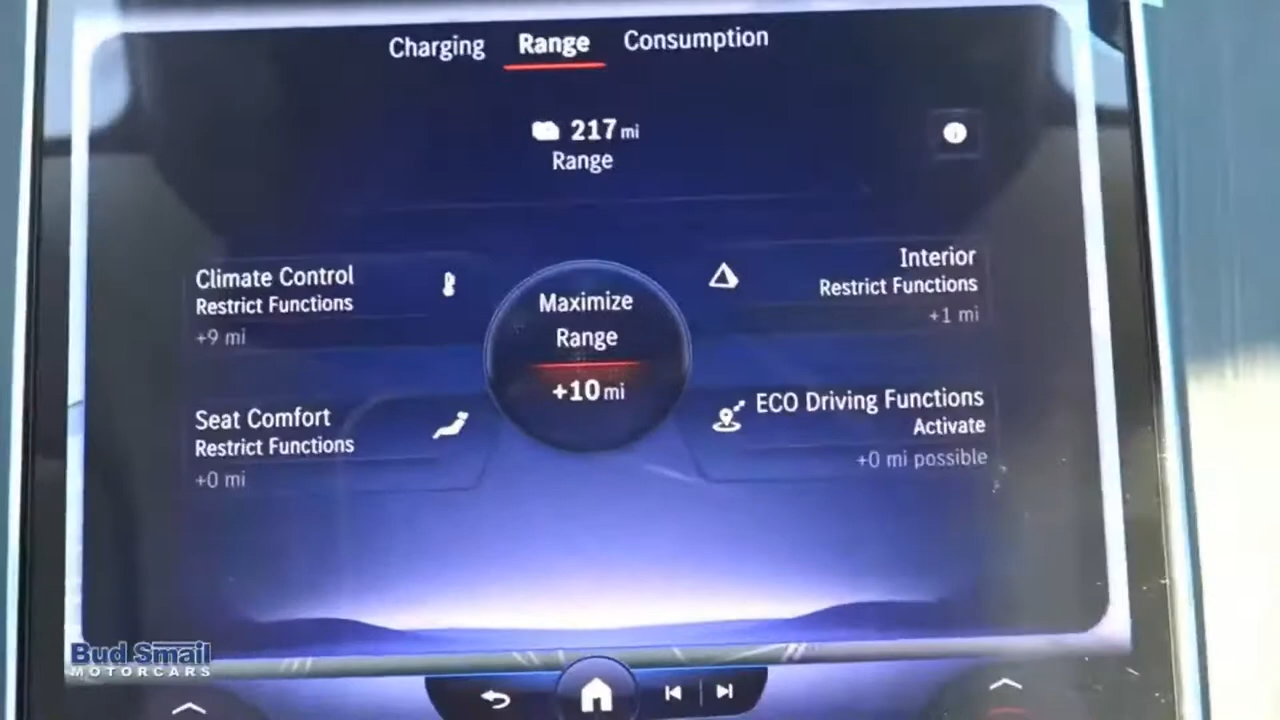 Charging Range Consumption
217 mi
Range
Climate Control
Restrict Functions
+9 mi
Maximize
Range
+10 mi
Interior
Restrict Functions
+1 mi
Seat Comfort
Restrict Functions
+0 mi
ECO Driving Functions
Activate
+0 mi possible
Bud Smail
MOTORCARS